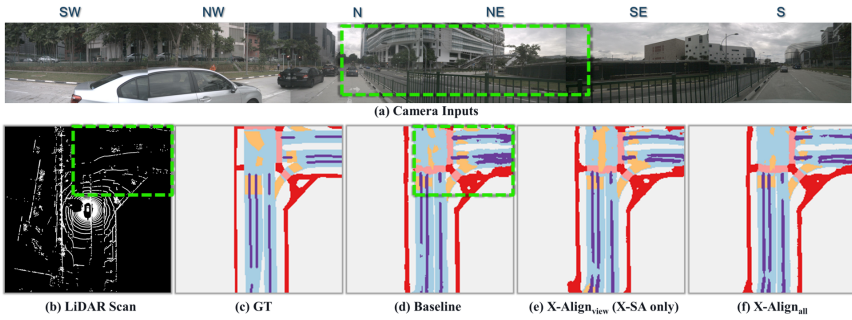 SW NW N NE SE S
(a) Camera Inputs
(b) LiDAR Scan (c) GT (d) Baseline (e) X-Alignview (X-SA only) (f) X-Alignall